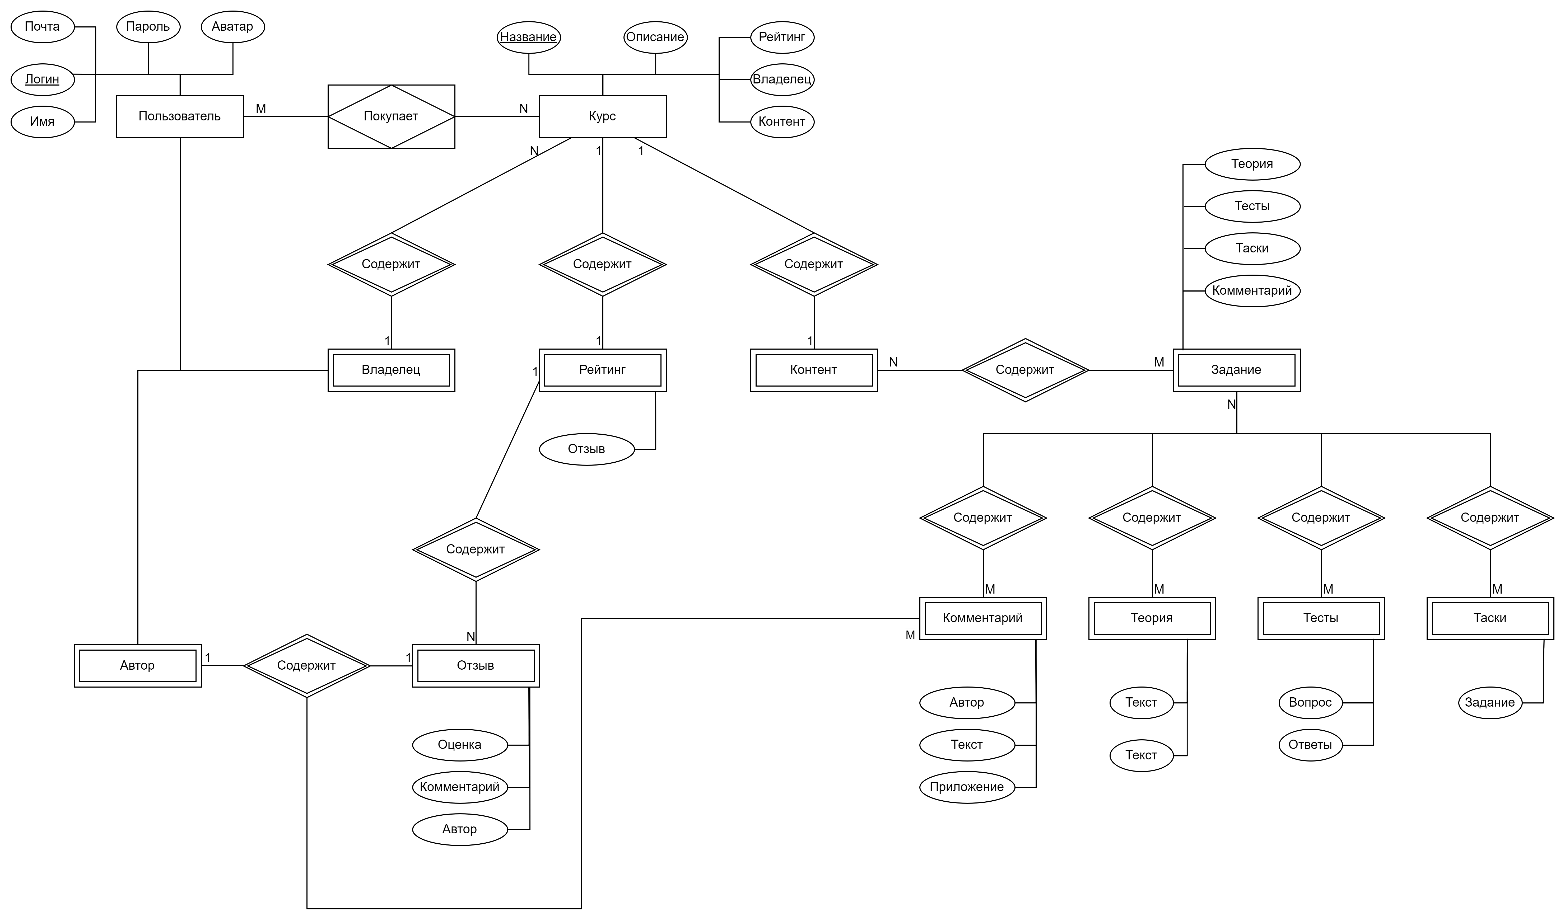 Почта
Пароль
Аватар
Название
Описание
Рейтинг
Логин
Владелец
Имя
Пользователь
M
Покупает
N
Курс
Контент
N
1
1
Теория
Тесты
Таски
Комментарий
Содержит
Содержит
Содержит
1
1
1
Владелец
1
Рейтинг
Контент
N
Содержит
M
Задание
N
Отзыв
Содержит
Содержит
Содержит
Содержит
Содержит
M
M
M
M
N
Комментарий
M
Теория
Тесты
Таски
Автор
1
Содержит
1
Отзыв
Автор
Текст
Приложение
Текст
Текст
Вопрос
Ответы
Задание
Оценка
Комментарий
Автор